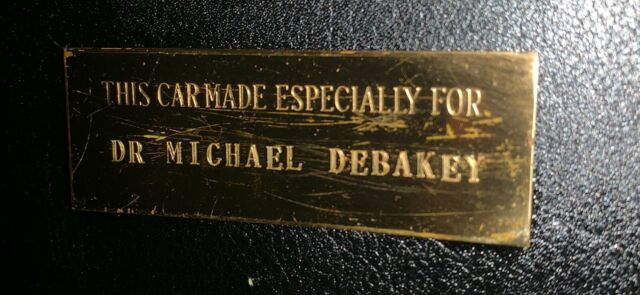 THIS CAR MADE ESPECIALLY FOR
DR MICHAEL DEBAKEY